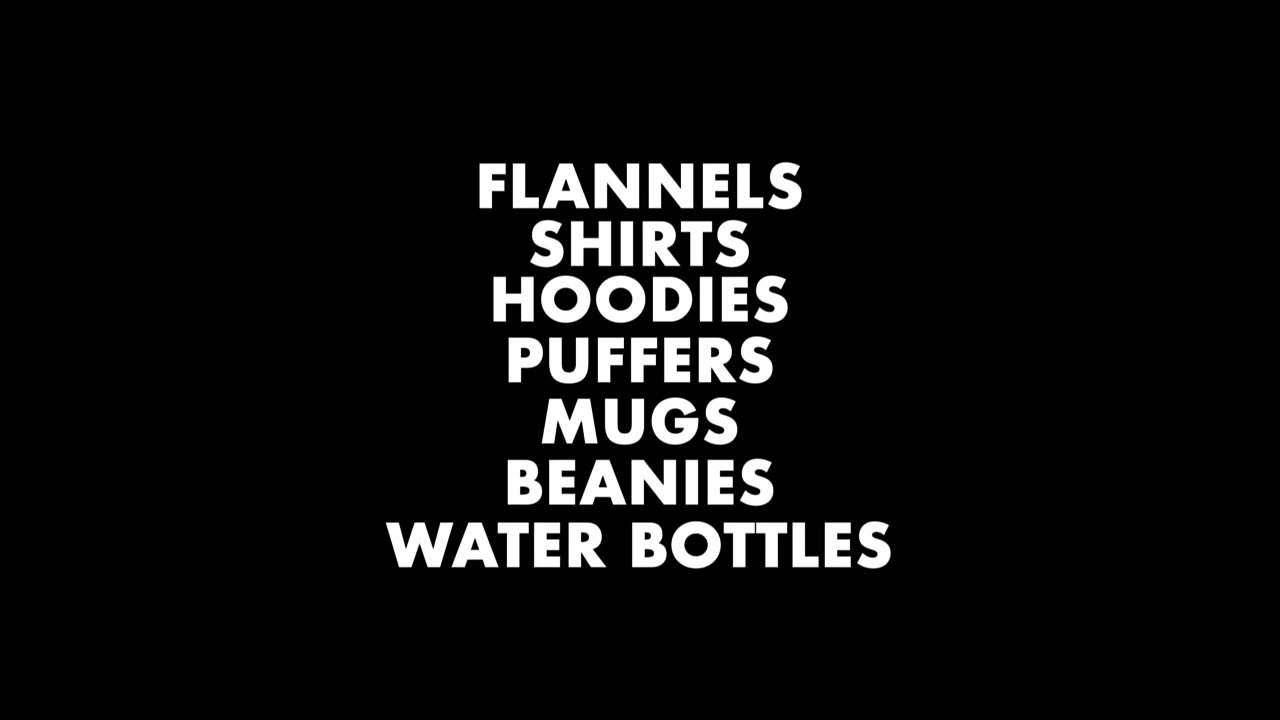 FLANNELS
SHIRTS
HOODIES
PUFFERS
MUGS
BEANIES
WATER BOTTLES